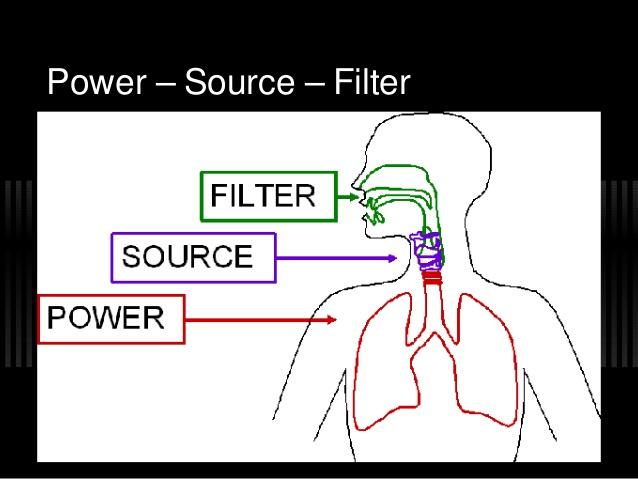 Power – Source – Filter
FILTER
SOURCE
POWER